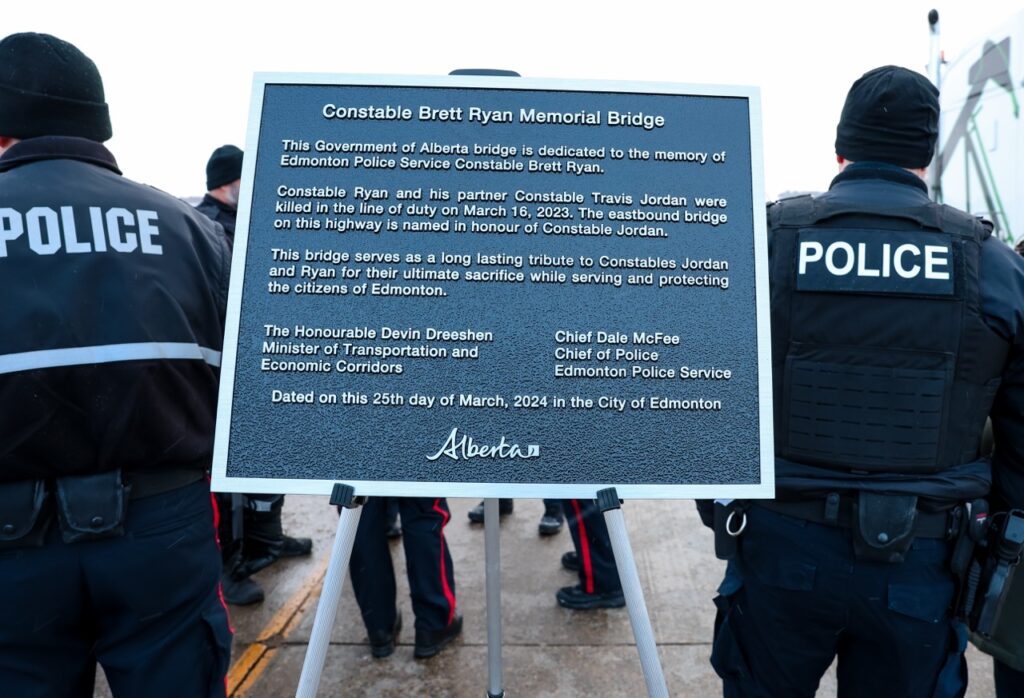 Constable Brett Ryan Memorial Bridge
This Government of Alberta bridge is dedicated to the memory of
Edmonton Police Service Constable Brett Ryan.
Constable Ryan and his partner Constable Travis Jordan were
killed in the line of duty on March 16, 2023. The eastbound bridge
on this highway is named in honour of Constable Jordan.
This bridge serves as a long lasting tribute to Constables Jordan
and Ryan for their ultimate sacrifice while serving and protecting
the citizens of Edmonton.
The Honourable Devin Dreeshen
Minister of Transportation and
Economic Corridors
Chief Dale McFee
Chief of Police
Edmonton Police Service
Dated on this 25th day of March, 2024 in the City of Edmonton
Alberta
POLICE
POLICE